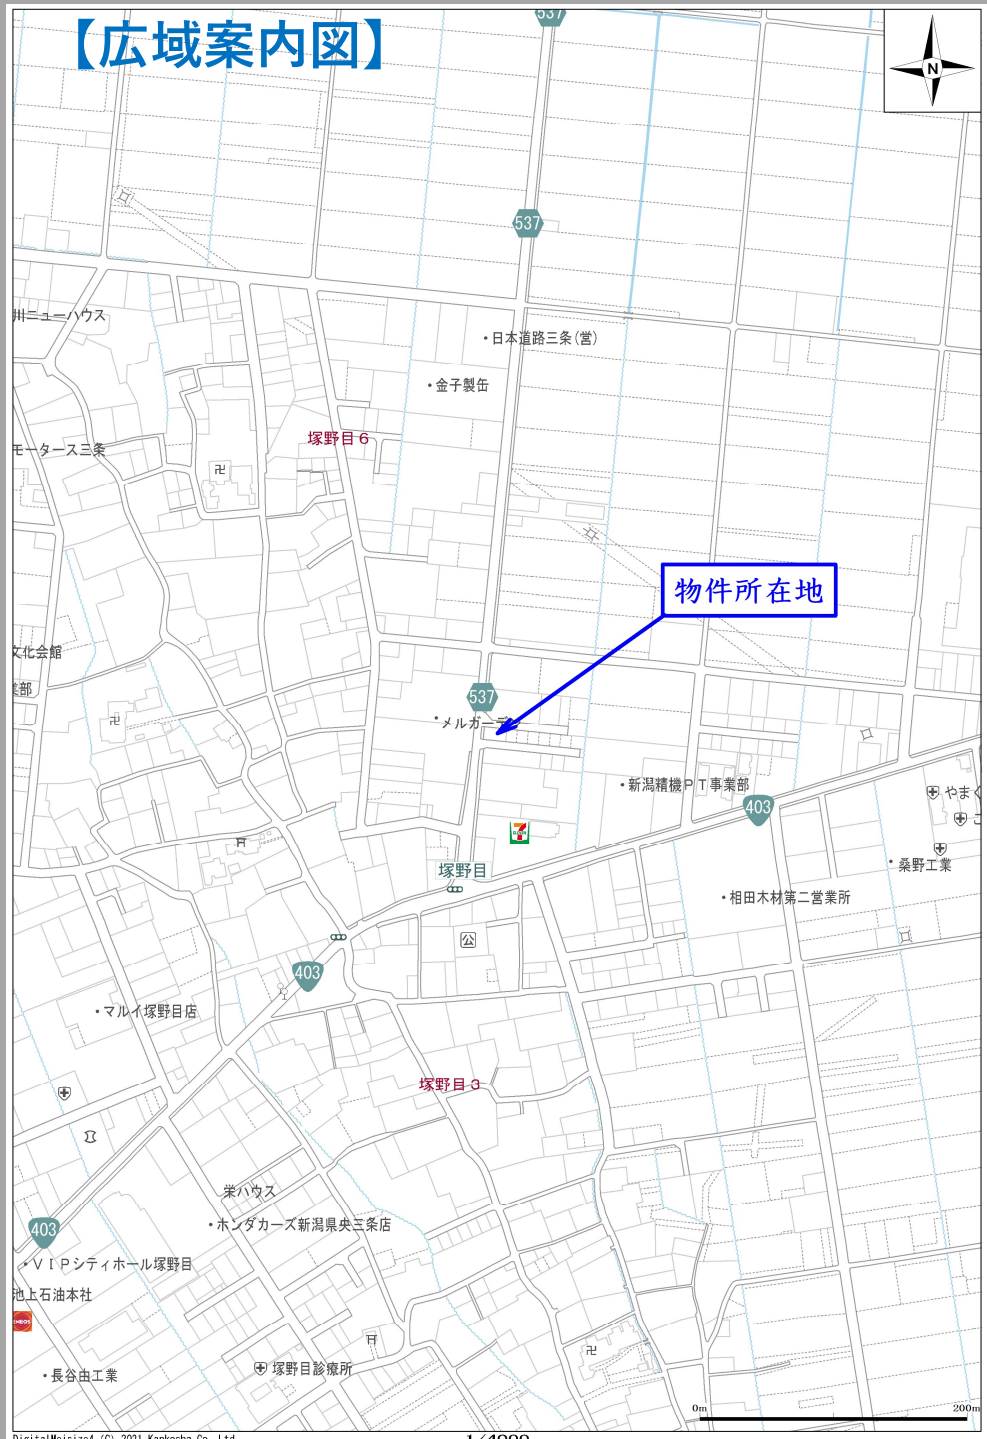 【広域案内図】
537
N
537
川ニューハウス
・日本道路三条(営)
・金子製缶
塚野目6
モータース三条
物件所在地
文化会館
業部
537
・メルガーデン
・新潟精機PT事業部
403
やまぐ
塚野目
・桑野工業
・相田木材第二営業所
公
403
・マルイ塚野目店
塚野目3
栄ハウス
・ホンダカーズ新潟県央三条店
403
・VIPシティホール塚野目
池上石油本社
ENEOS
・長谷由工業
塚野目診療所
0m 200m